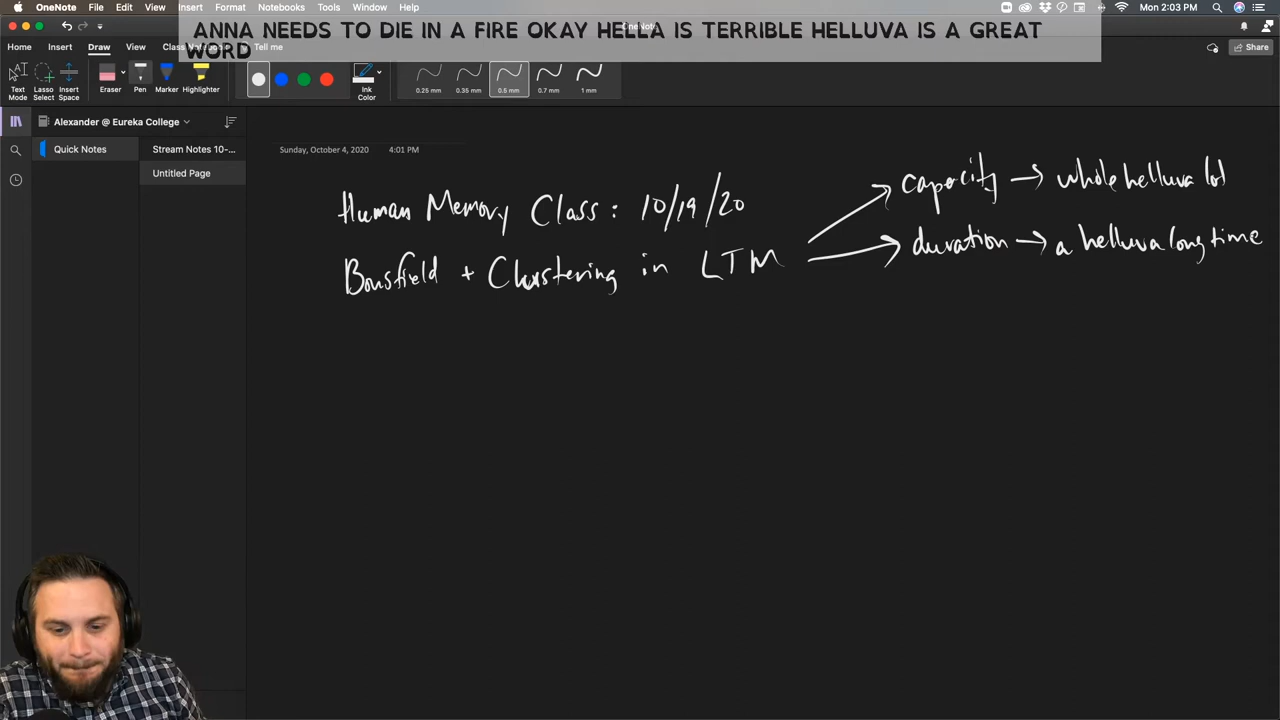 OneNote File Edit View Insert Format Notebooks Tools Window Help Mon 2:03 PM
ANNA NEEDS TO DIE IN A FIRE OKAY HELLA IS TERRIBLE HELLUVA IS A GREAT
WORD
Home Insert Draw Class Notebook Tell me Share
Text Mode
Lasso Select
Insert Space
Eraser
Pen
Marker
Highlighter
Ink Color
0.25 mm 0.35 mm 0.5 mm 0.7 mm 1 mm
Alexander @ Eureka College
Quick Notes
Stream Notes 10-...
Untitled Page
Sunday, October 4, 2020 4:01 PM
Human Memory Class: 10/19/20
Bousfield + Clustering in LTM
capacity → whole helluva lot
duration → a helluva long time